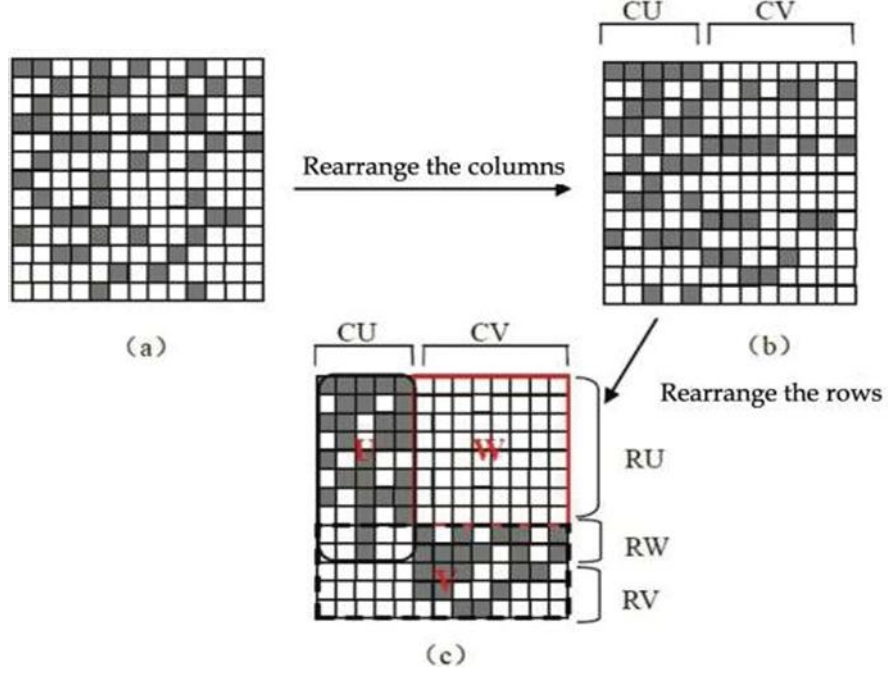 CU CV
Rearrange the columns
(a)
(b)
CU CV
Rearrange the rows
U W
RU
RW
V
RV
(c)